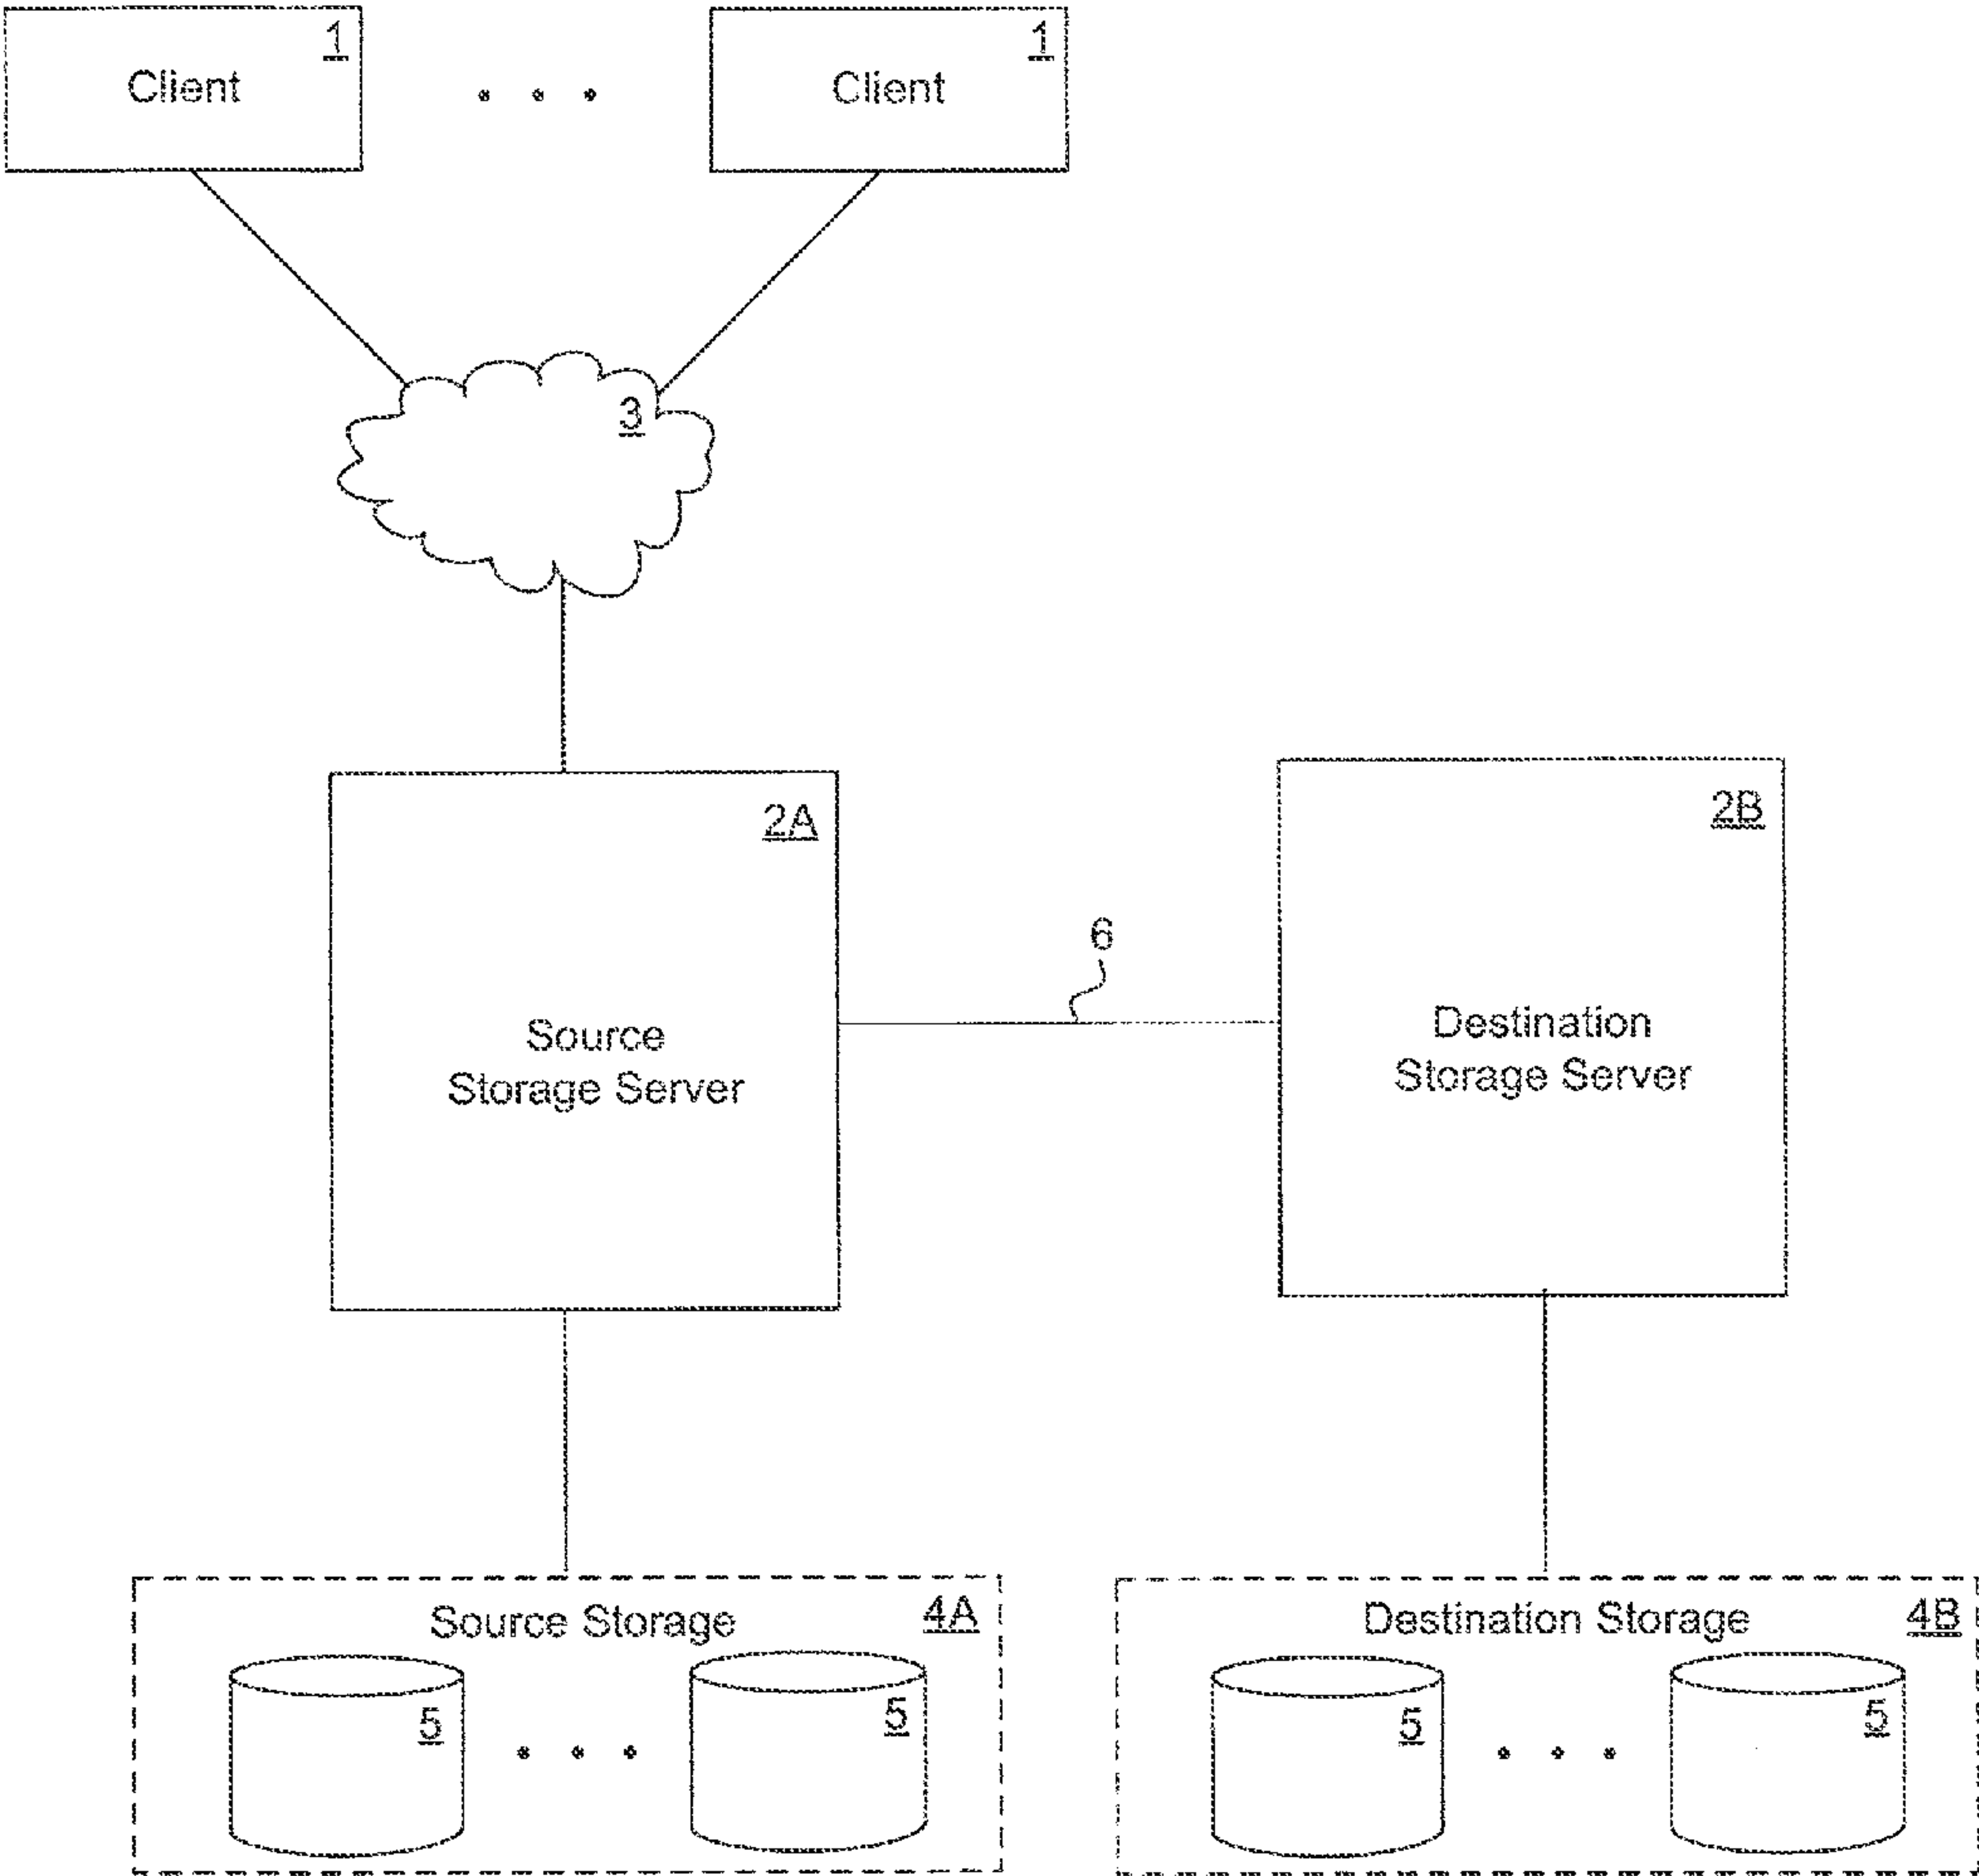 1
1
Client
Client
3
2A
2B
6
Source
Storage Server
Destination
Storage Server
Source Storage
4A
Destination Storage
4B
5
5
5
5